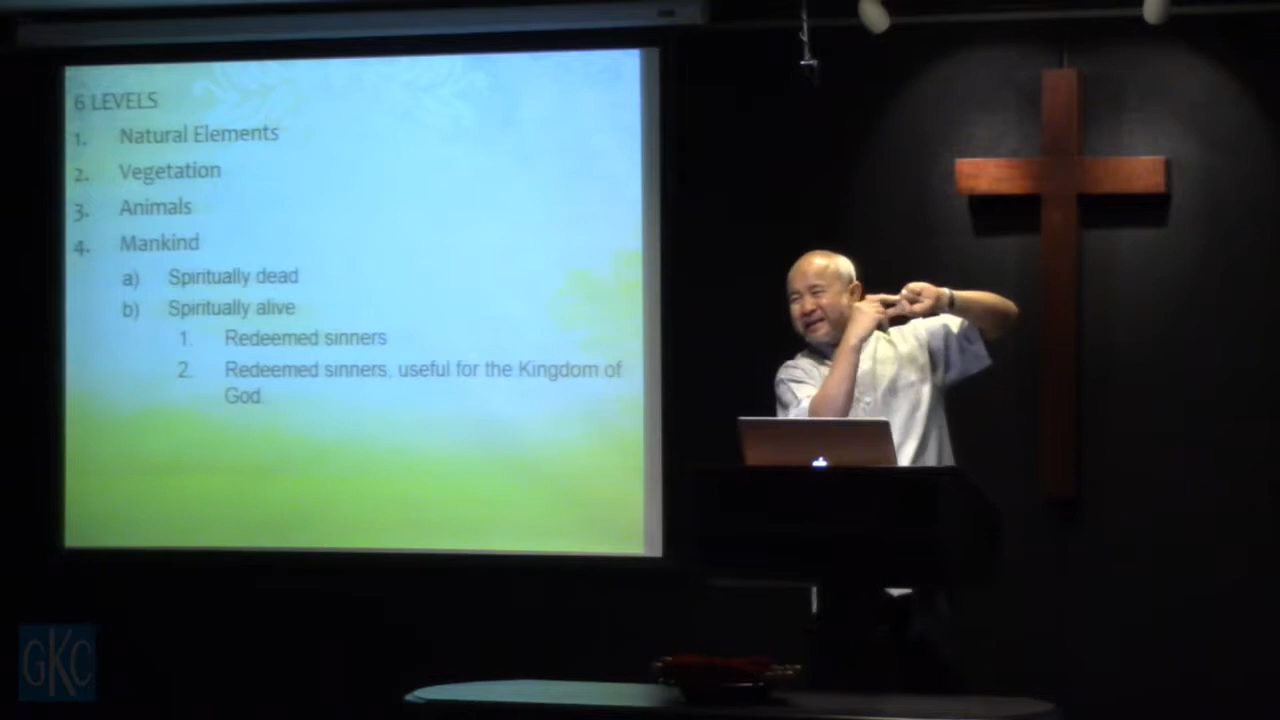 6 LEVELS
1. Natural Elements
2. Vegetation
3. Animals
4. Mankind
a) Spiritually dead
b) Spiritually alive
1. Redeemed sinners
2. Redeemed sinners, useful for the Kingdom of
God.
GKC